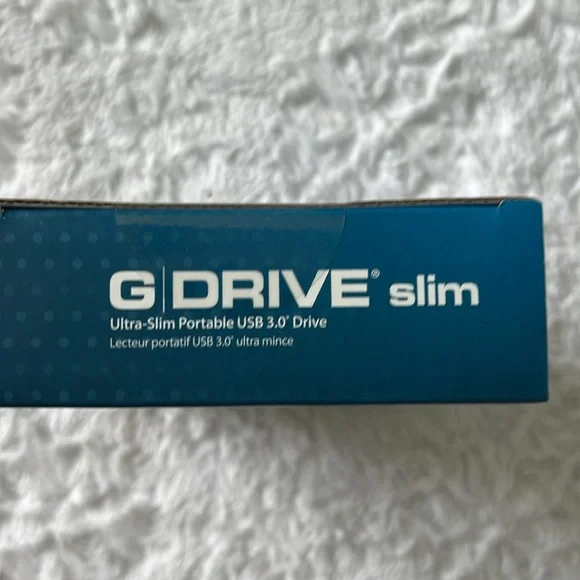 G|DRIVE® slim
Ultra-Slim Portable USB 3.0* Drive
Lecteur portatif USB 3.0* ultra mince